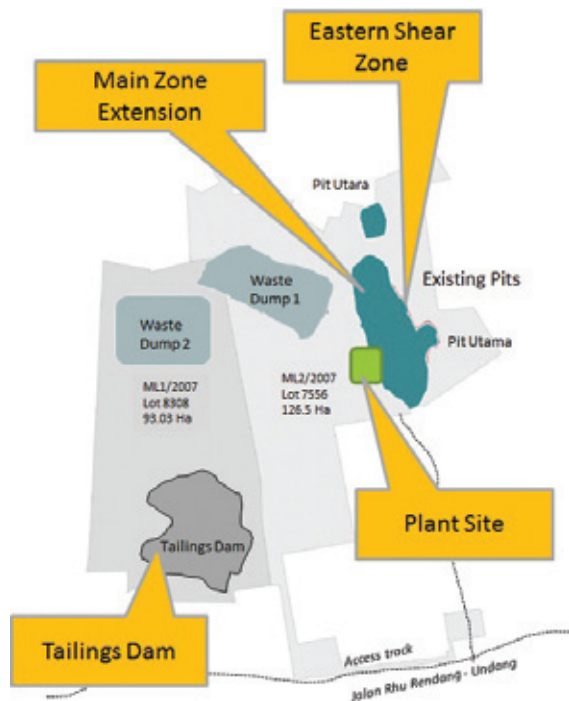 Eastern Shear
Zone
Main Zone
Extension
Pit Utara
Existing Pits
Waste
Dump 1
Waste
Dump 2
Pit Utama
ML1/2007
Lot 8308
93.03 Ha
ML2/2007
Lot 7556
126.5 Ha
Plant Site
Tailings Dam
Tailings Dam
Access track
Jalan Rhu Rendang - Undang